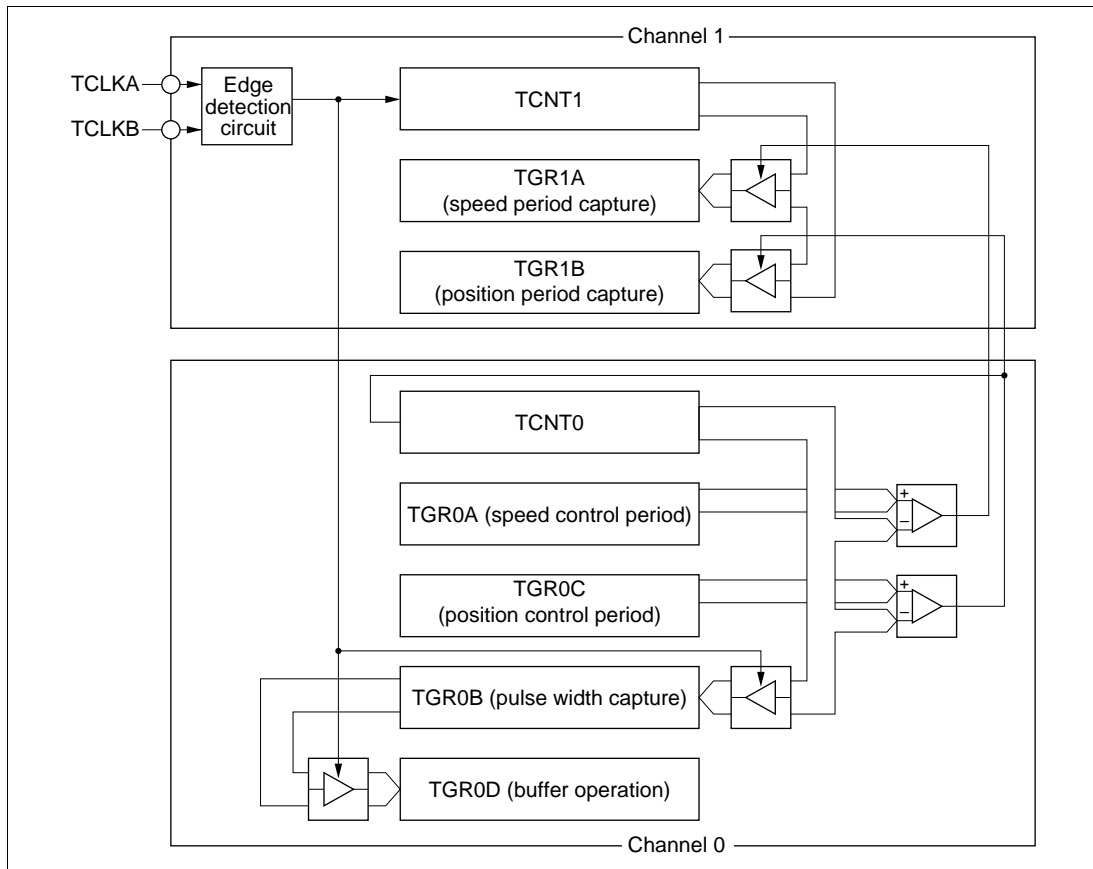 Channel 1
TCLKA
TCLKB
Edge
detection
circuit
TCNT1
TGR1A
(speed period capture)
TGR1B
(position period capture)
TCNT0
TGR0A (speed control period)
+
−
TGR0C
(position control period)
+
−
TGR0B (pulse width capture)
TGR0D (buffer operation)
Channel 0